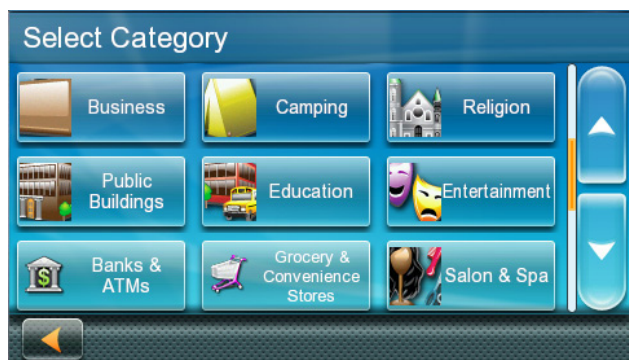 Select Category
Business
Camping
Religion
Public
Buildings
Education
Entertainment
Banks &
ATMs
Grocery &
Convenience
Stores
Salon & Spa
$